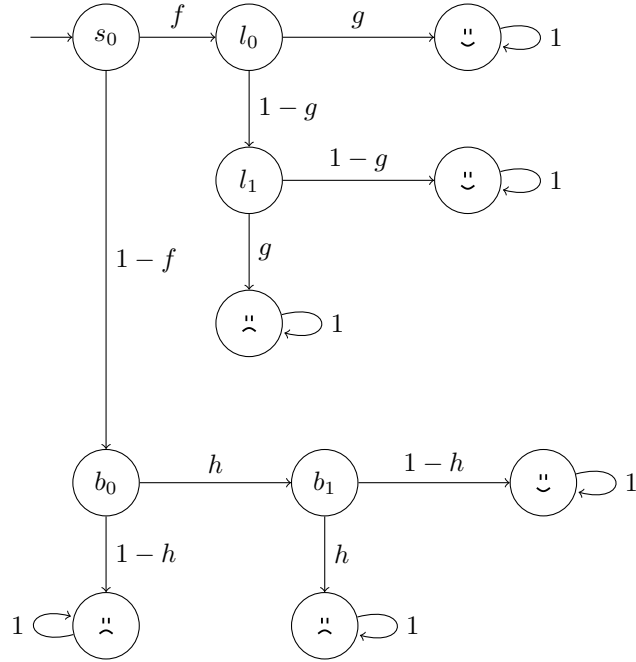 s₀ f l₀ g 1
1 − g
l₁ 1 − g 1
1 − f g
1
b₀ h b₁ 1 − h 1
1 − h h
1 1